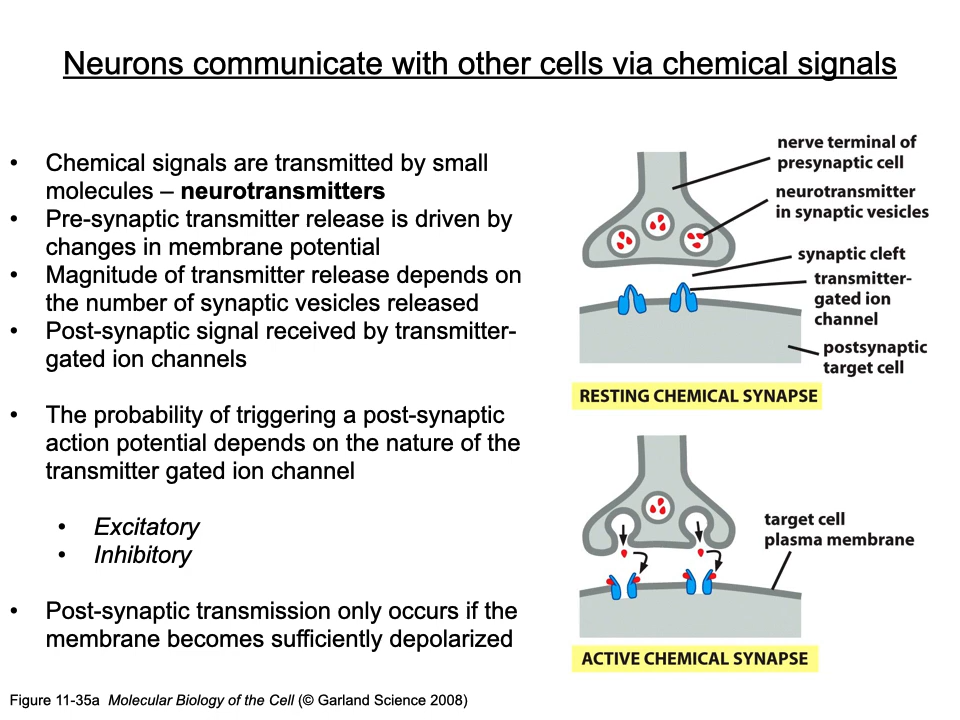 Neurons communicate with other cells via chemical signals
• Chemical signals are transmitted by small
molecules – neurotransmitters
• Pre-synaptic transmitter release is driven by
changes in membrane potential
• Magnitude of transmitter release depends on
the number of synaptic vesicles released
• Post-synaptic signal received by transmitter-
gated ion channels
• The probability of triggering a post-synaptic
action potential depends on the nature of the
transmitter gated ion channel
• Excitatory
• Inhibitory
• Post-synaptic transmission only occurs if the
membrane becomes sufficiently depolarized
nerve terminal of
presynaptic cell
neurotransmitter
in synaptic vesicles
synaptic cleft
transmitter-
gated ion
channel
postsynaptic
target cell
RESTING CHEMICAL SYNAPSE
target cell
plasma membrane
ACTIVE CHEMICAL SYNAPSE
Figure 11-35a Molecular Biology of the Cell (© Garland Science 2008)